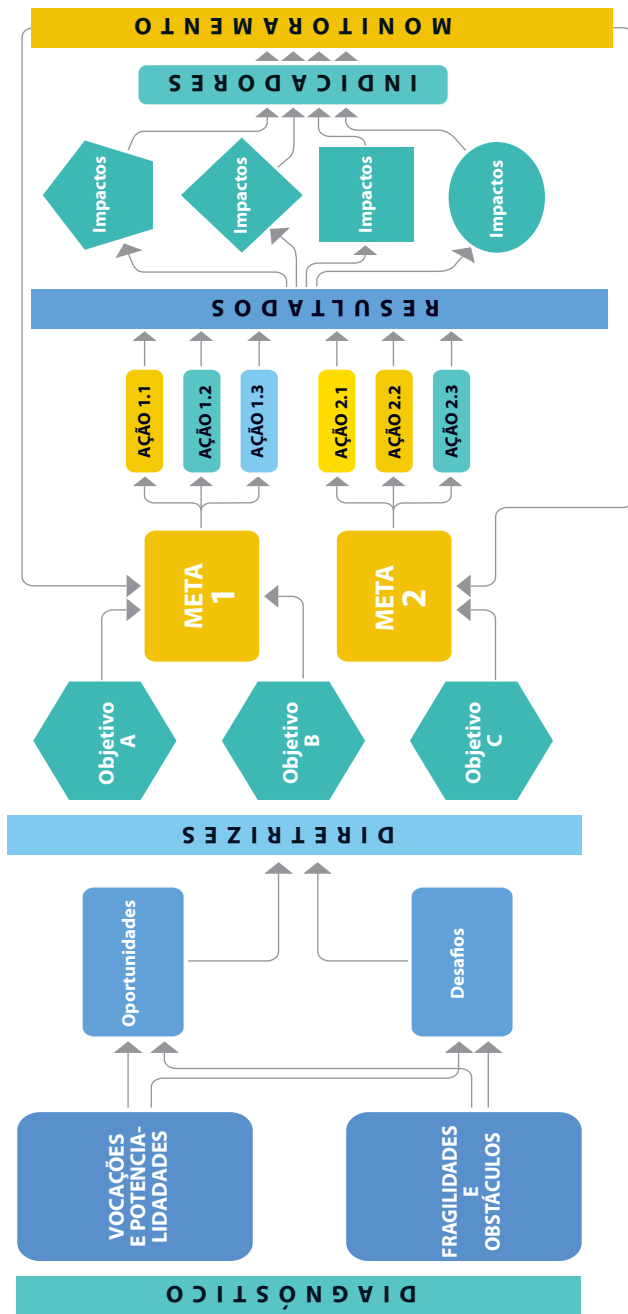 DIAGNÓSTICO
VOCAÇÕES
E POTENCIA-
LIDADADES
FRAGILIDADES
E
OBSTÁCULOS
Oportunidades
Desafios
DIRETRIZES
Objetivo
A
Objetivo
B
Objetivo
C
META
1
META
2
AÇÃO 1.1
AÇÃO 1.2
AÇÃO 1.3
AÇÃO 2.1
AÇÃO 2.2
AÇÃO 2.3
RESULTADOS
Impactos
Impactos
Impactos
Impactos
INDICADORES
MONITORAMENTO